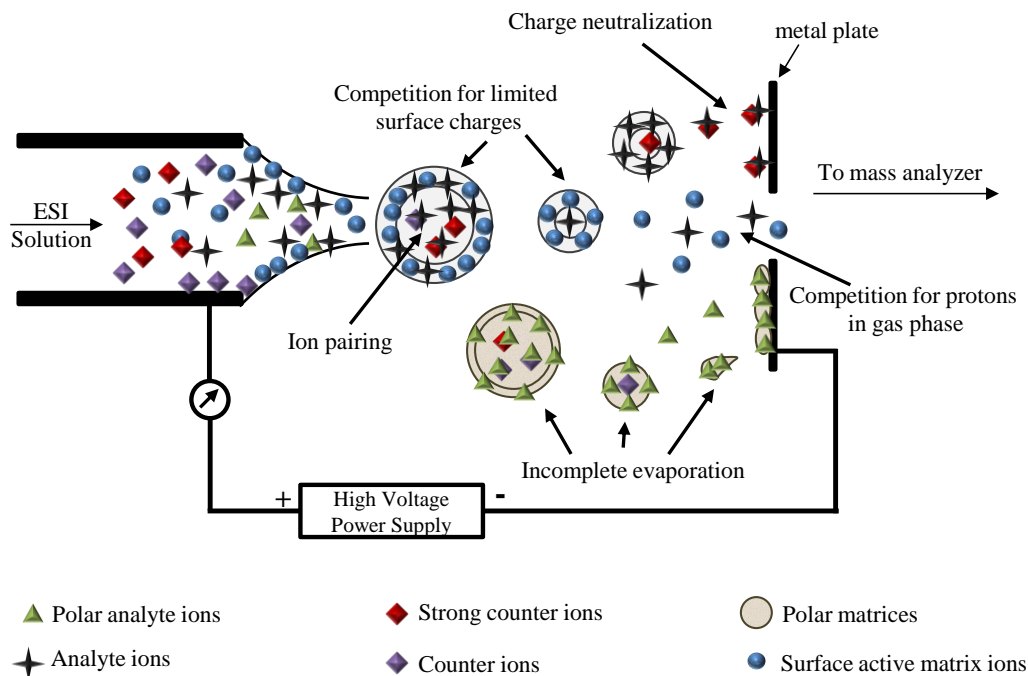 Charge neutralization
metal plate
Competition for limited
surface charges
To mass analyzer
ESI
Solution
Competition for protons
in gas phase
Ion pairing
Incomplete evaporation
+
High Voltage
Power Supply
-
Polar analyte ions
Strong counter ions
Polar matrices
Analyte ions
Counter ions
Surface active matrix ions